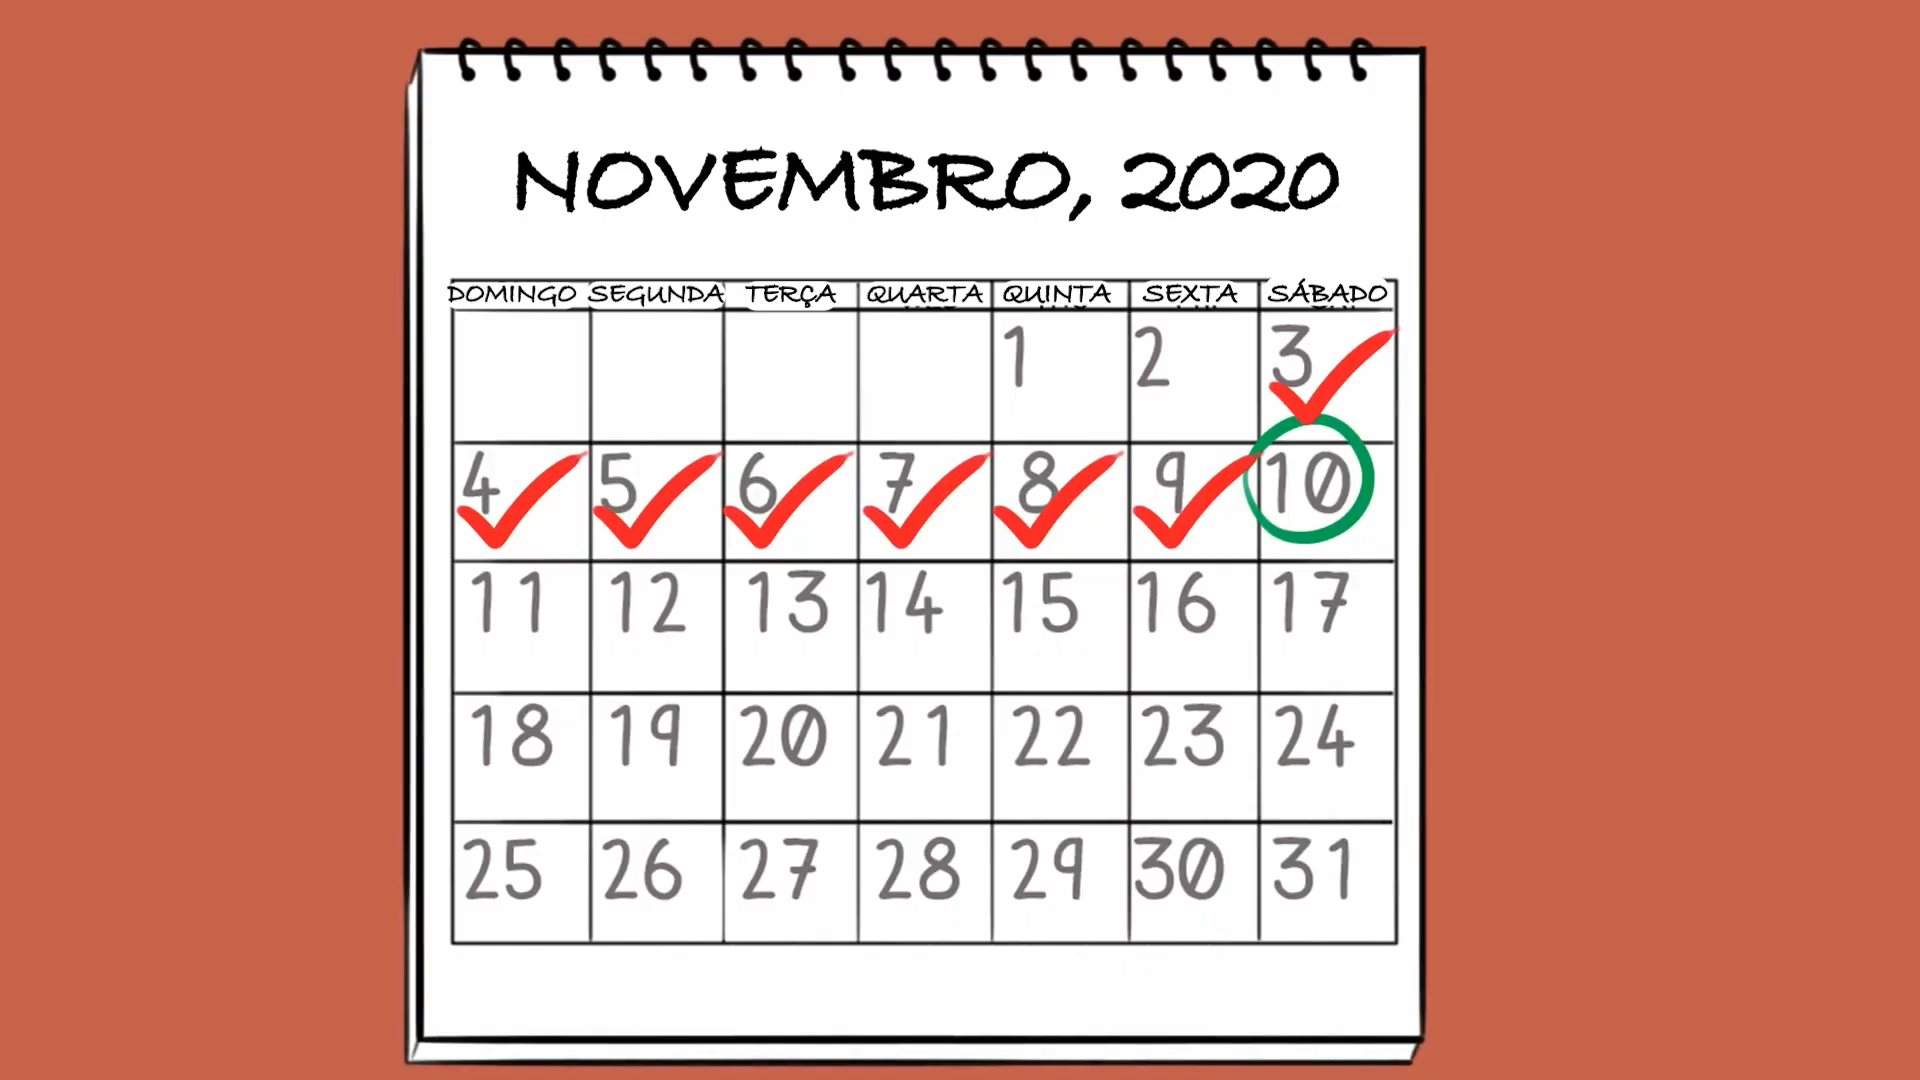 NOVEMBRO, 2020
DOMINGO SEGUNDA TERÇA QUARTA QUINTA SEXTA SÁBADO
1 2 3
4 5 6 7 8 9 10
11 12 13 14 15 16 17
18 19 20 21 22 23 24
25 26 27 28 29 30 31